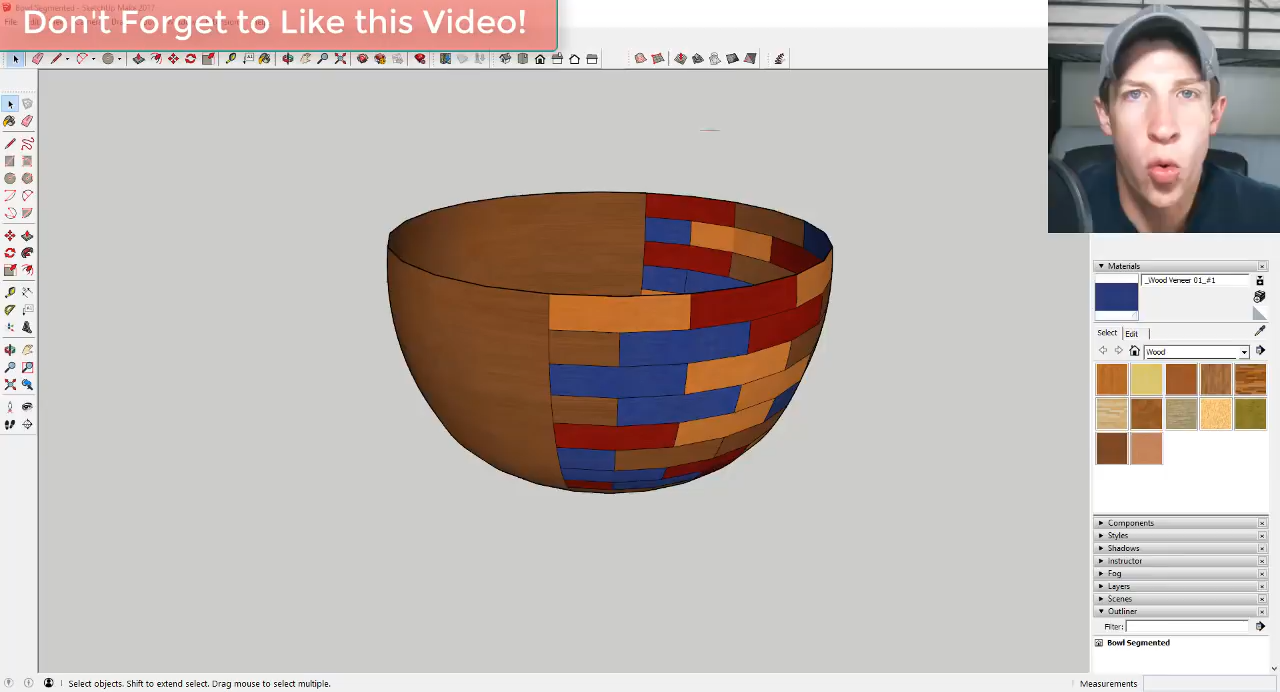 Don't Forget to Like this Video!
Materials
_Wood Veneer 01_#1
Select
Edit
Wood
Components
Styles
Shadows
Instructor
Fog
Layers
Scenes
Outliner
Filter:
Bowl Segmented
Select objects. Shift to extend select. Drag mouse to select multiple.
Measurements